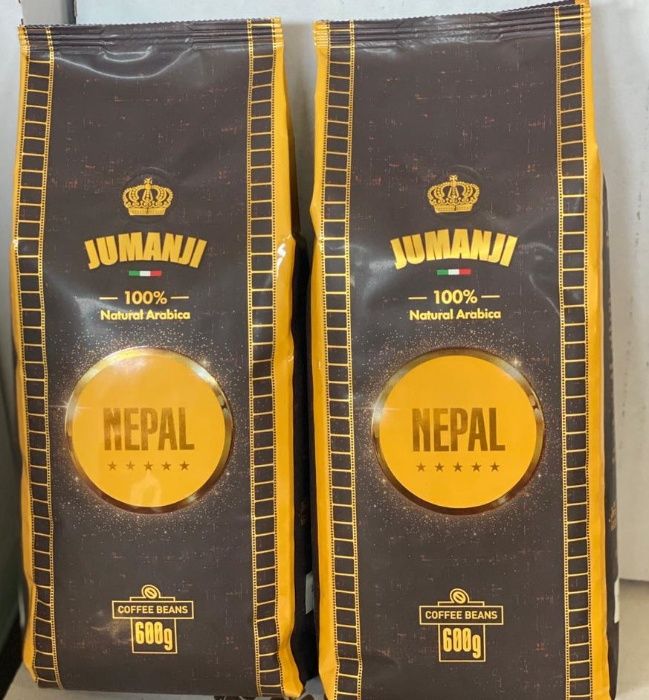 JUMANJI
100%
Natural Arabica
NEPAL
COFFEE BEANS
600g
JUMANJI
100%
Natural Arabica
NEPAL
COFFEE BEANS
600g